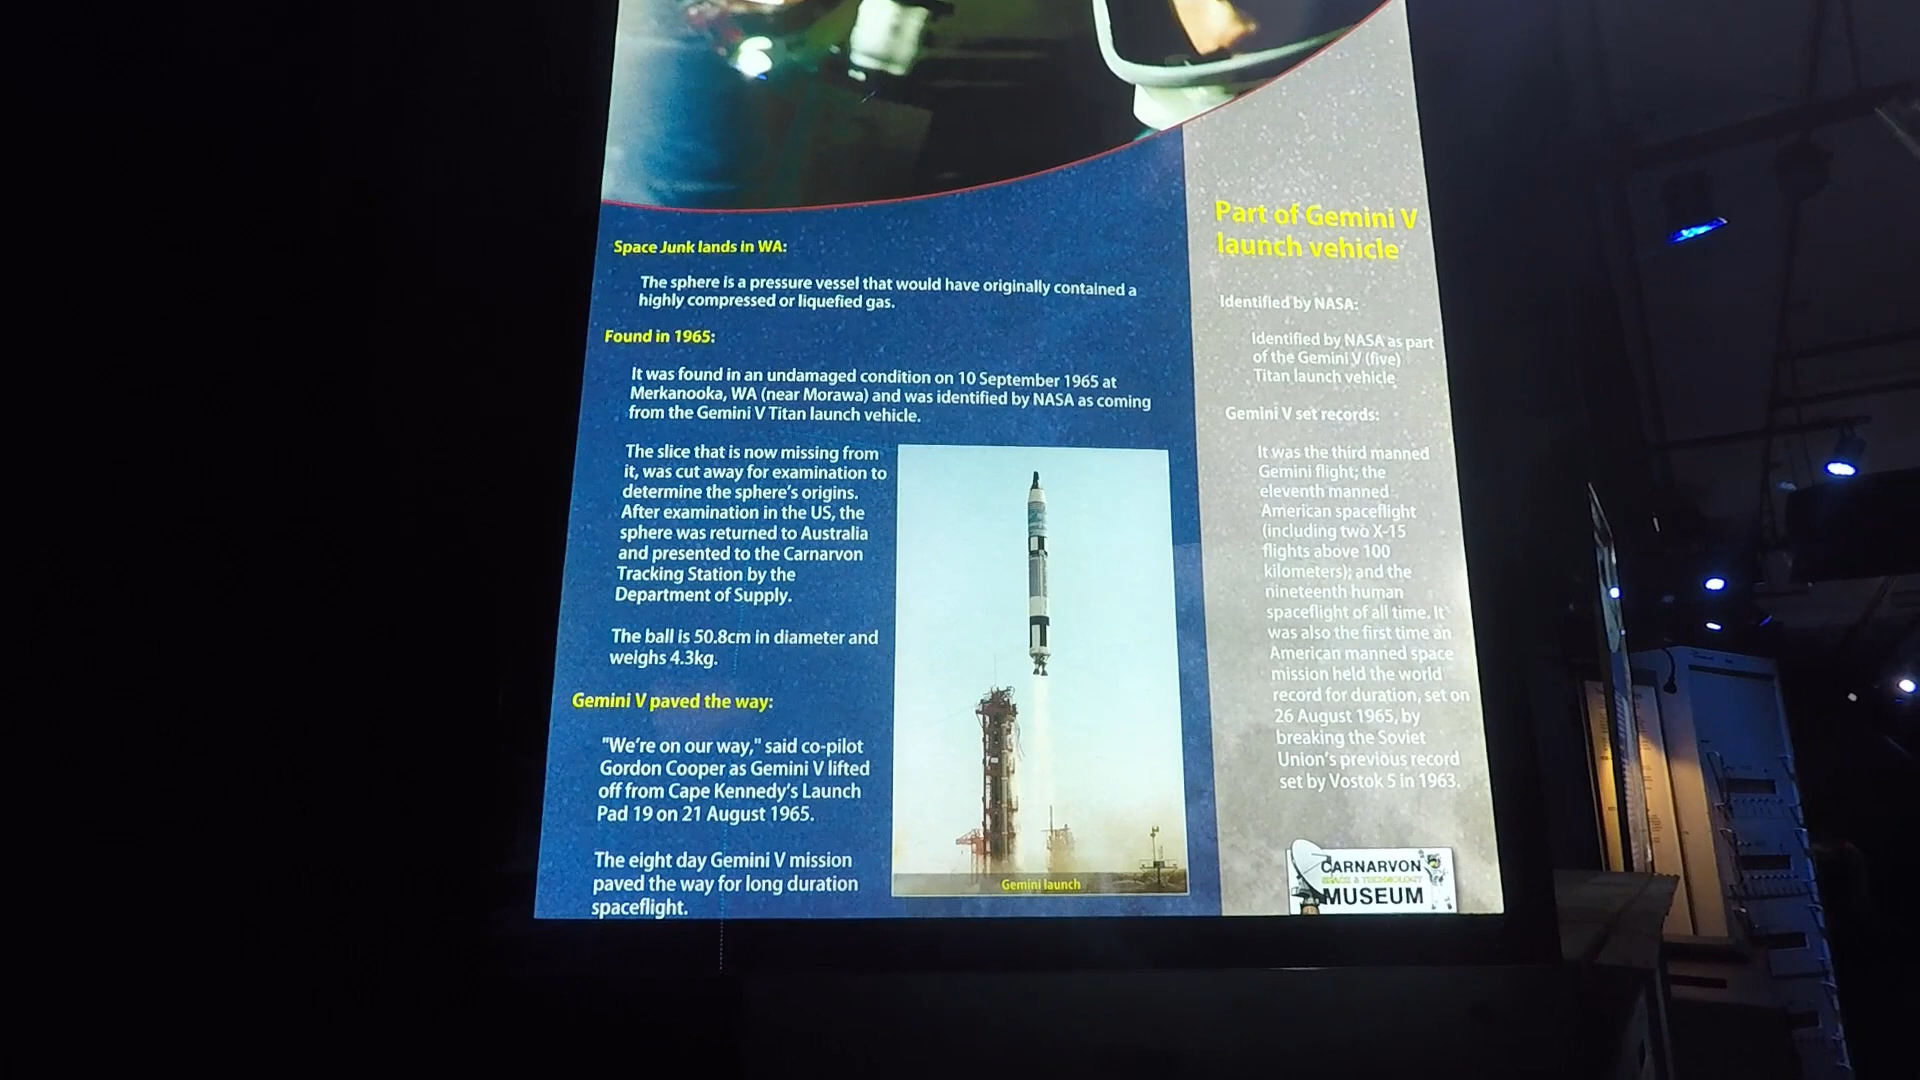 Space Junk lands in WA:
The sphere is a pressure vessel that would have originally contained a
highly compressed or liquefied gas.
Found in 1965:
It was found in an undamaged condition on 10 September 1965 at
Merkanooka, WA (near Morawa) and was identified by NASA as coming
from the Gemini V Titan launch vehicle.
The slice that is now missing from
it, was cut away for examination to
determine the sphere's origins.
After examination in the US, the
sphere was returned to Australia
and presented to the Carnarvon
Tracking Station by the
Department of Supply.
The ball is 50.8cm in diameter and
weighs 4.3kg.
Gemini V paved the way:
"We're on our way," said co-pilot
Gordon Cooper as Gemini V lifted
off from Cape Kennedy's Launch
Pad 19 on 21 August 1965.
The eight day Gemini V mission
paved the way for long duration
spaceflight.
Gemini launch
Part of Gemini V
launch vehicle
Identified by NASA:
Identified by NASA as part
of the Gemini V (five)
Titan launch vehicle
Gemini V set records:
It was the third manned
Gemini flight; the
eleventh manned
American spaceflight
(including two X-15
flights above 100
kilometers); and the
nineteenth human
spaceflight of all time. It
was also the first time an
American manned space
mission held the world
record for duration, set on
26 August 1965, by
breaking the Soviet
Union's previous record
set by Vostok 5 in 1963.
CARNARVON
SPACE & TECHNOLOGY
MUSEUM